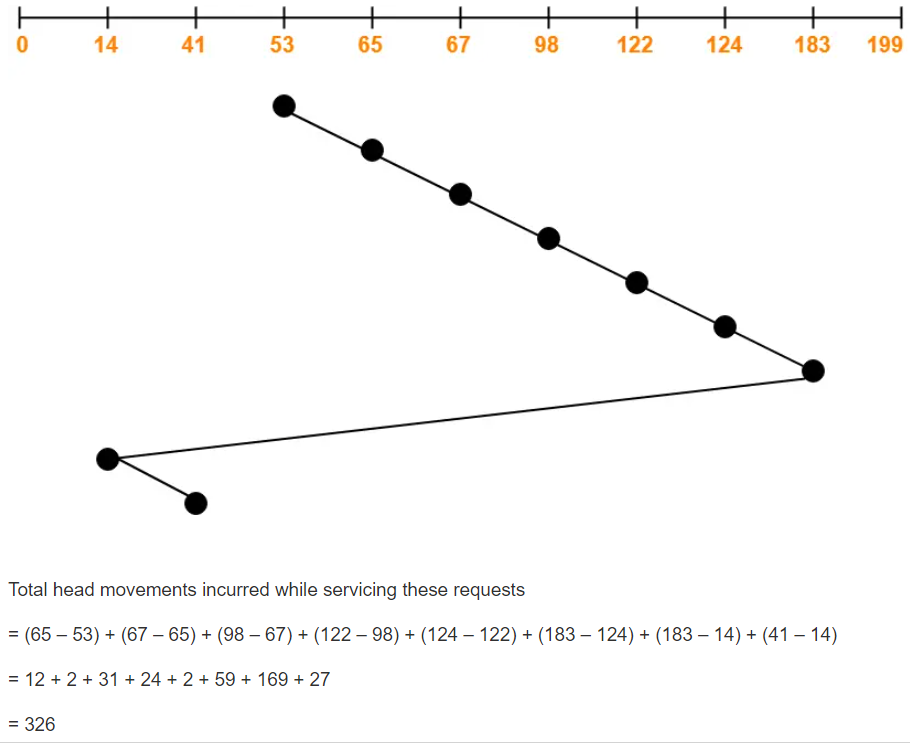 0 14 41 53 65 67 98 122 124 183 199
Total head movements incurred while servicing these requests
= (65 – 53) + (67 – 65) + (98 – 67) + (122 – 98) + (124 – 122) + (183 – 124) + (183 – 14) + (41 – 14)
= 12 + 2 + 31 + 24 + 2 + 59 + 169 + 27
= 326